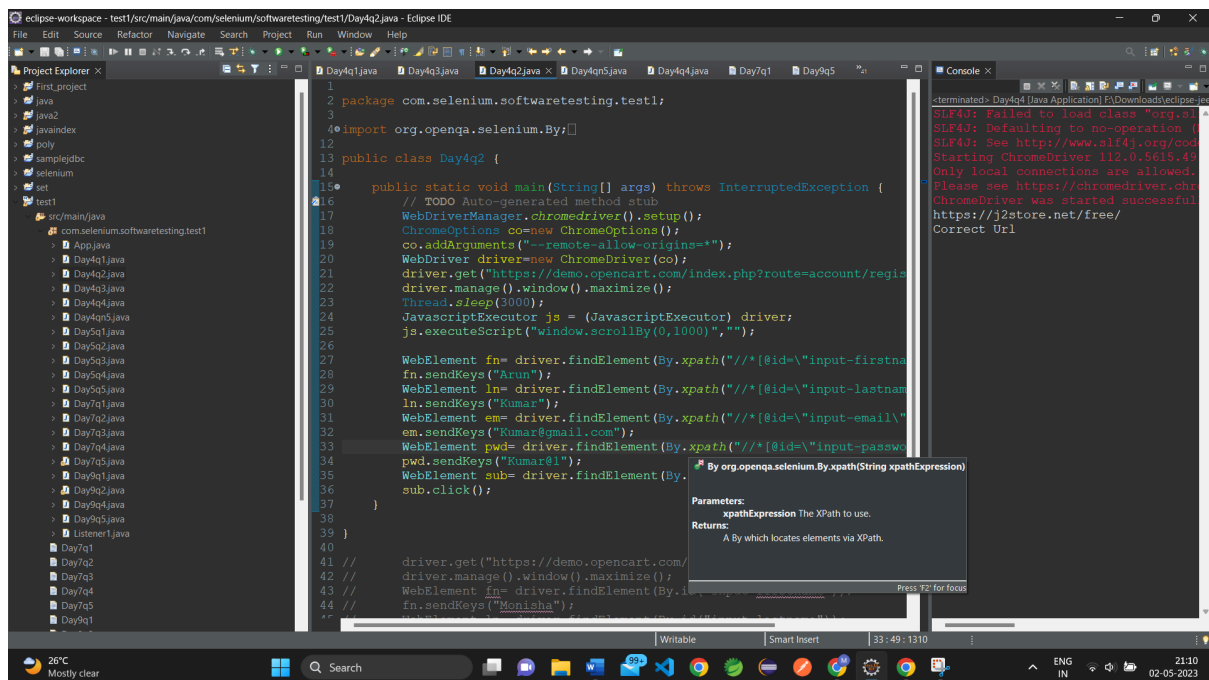 eclipse-workspace - test1/src/main/java/com/selenium/softwaretesting/test1/Day4q2.java - Eclipse IDE
File Edit Source Refactor Navigate Search Project Run Window Help
Project Explorer
First_project
java
java2
javaindex
poly
samplejdbc
selenium
set
test1
src/main/java
com.selenium.softwaretesting.test1
App.java
Day4q1.java
Day4q2.java
Day4q3.java
Day4q4.java
Day4qn5.java
Day5q1.java
Day5q2.java
Day5q3.java
Day5q4.java
Day5q5.java
Day7q1.java
Day7q2.java
Day7q3.java
Day7q4.java
Day7q5.java
Day9q1.java
Day9q2.java
Day9q4.java
Day9q5.java
Listener1.java
Day7q1
Day7q2
Day7q3
Day7q4
Day7q5
Day9q1
Day4q1.java Day4q3.java Day4q2.java Day4qn5.java Day4q4.java Day7q1 Day9q5 21
1
2 package com.selenium.softwaretesting.test1;
3
4 import org.openqa.selenium.By;
12
13 public class Day4q2 {
14
15 public static void main(String[] args) throws InterruptedException {
16 // TODO Auto-generated method stub
17 WebDriverManager.chromedriver().setup();
18 ChromeOptions co=new ChromeOptions();
19 co.addArguments("--remote-allow-origins=*");
20 WebDriver driver=new ChromeDriver(co);
21 driver.get("https://demo.opencart.com/index.php?route=account/regis
22 driver.manage().window().maximize();
23 Thread.sleep(3000);
24 JavascriptExecutor js = (JavascriptExecutor) driver;
25 js.executeScript("window.scrollBy(0,1000)","");
26
27 WebElement fn= driver.findElement(By.xpath("//*[@id=\"input-firstna
28 fn.sendKeys("Arun");
29 WebElement ln= driver.findElement(By.xpath("//*[@id=\"input-lastnam
30 ln.sendKeys("Kumar");
31 WebElement em= driver.findElement(By.xpath("//*[@id=\"input-email\"
32 em.sendKeys("Kumar@gmail.com");
33 WebElement pwd= driver.findElement(By.xpath("//*[@id=\"input-passwo
34 pwd.sendKeys("Kumar@1");
35 WebElement sub= driver.findElement(By.
36 sub.click();
37 }
38
39 }
40
41 // driver.get("https://demo.opencart.com/
42 // driver.manage().window().maximize();
43 // WebElement fn= driver.findElement(By.i
44 // fn.sendKeys("Monisha");
By org.openqa.selenium.By.xpath(String xpathExpression)
Parameters:
xpathExpression The XPath to use.
Returns:
A By which locates elements via XPath.
Press 'F2' for focus
Console
<terminated> Day4q4 [Java Application] F:\Downloads\eclipse-jee
SLF4J: Failed to load class "org.sl
SLF4J: Defaulting to no-operation (
SLF4J: See http://www.slf4j.org/cod
Starting ChromeDriver 112.0.5615.49
Only local connections are allowed.
Please see https://chromedriver.chr
ChromeDriver was started successful
https://j2store.net/free/
Correct Url
Writable Smart Insert 33 : 49 : 1310
26°C
Mostly clear
Search
99+
ENG
IN
21:10
02-05-2023